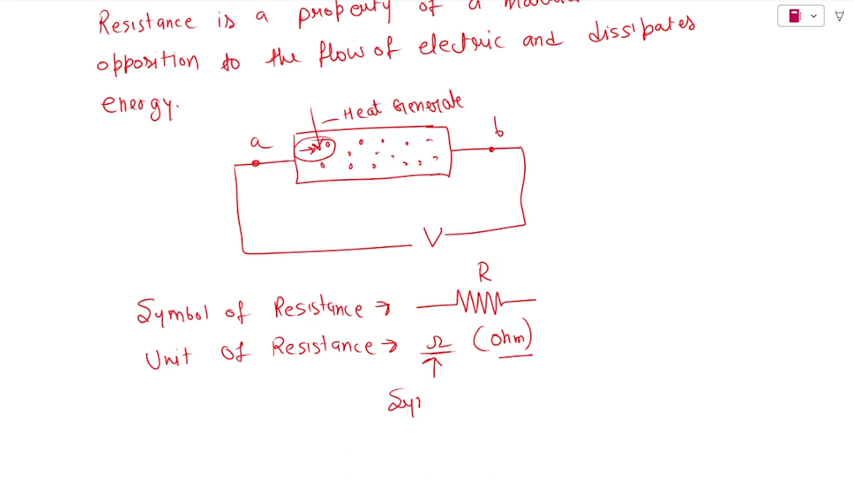 Resistance is a property of a
opposition to the flow of electric and dissipates
energy.
Heat Generate
a
b
V
R
Symbol of Resistance →
Unit of Resistance → Ω (ohm)
Sy